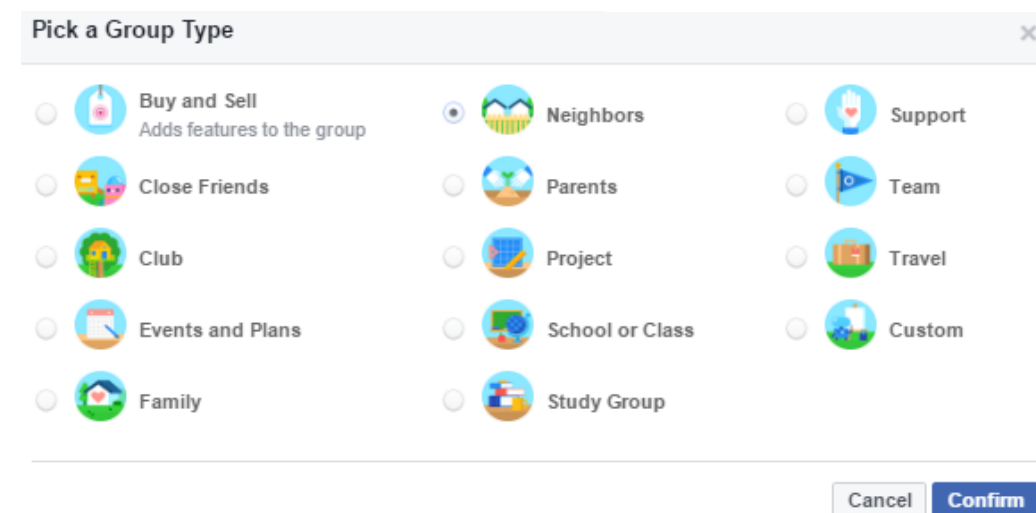 Pick a Group Type
Buy and Sell
Adds features to the group
Neighbors
Support
Close Friends
Parents
Team
Club
Project
Travel
Events and Plans
School or Class
Custom
Family
Study Group
Cancel
Confirm